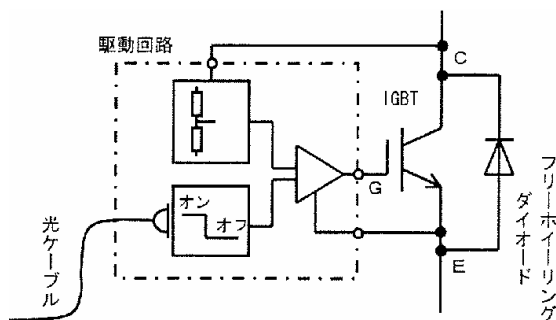 駆動回路
C
IGBT
G
オン
オフ
E
光ケーブル
フリーホイーリング
ダイオード